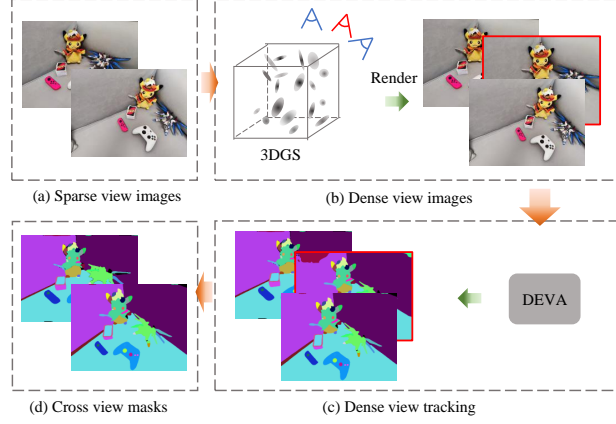 3DGS
Render
(a) Sparse view images
(b) Dense view images
DEVA
(d) Cross view masks
(c) Dense view tracking